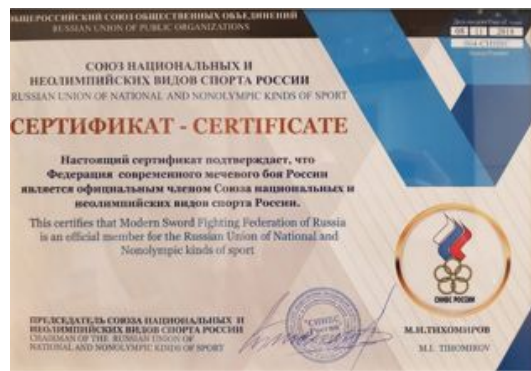 ОБЩЕРОССИЙСКИЙ СОЮЗ ОБЩЕСТВЕННЫХ ОБЪЕДИНЕНИЙ
RUSSIAN UNION OF PUBLIC ORGANIZATIONS
08 11 2018
СОЮЗ НАЦИОНАЛЬНЫХ И
НЕОЛИМПИЙСКИХ ВИДОВ СПОРТА РОССИИ
RUSSIAN UNION OF NATIONAL AND NONOLYMPIC KINDS OF SPORT
СЕРТИФИКАТ - CERTIFICATE
Настоящий сертификат подтверждает, что
Федерация современного мечевого боя России
является официальным членом Союза национальных и
неолимпийских видов спорта России.
This certifies that Modern Sword Fighting Federation of Russia
is an official member for the Russian Union of National and
Nonolympic kinds of sport
СННВС РОССИИ
ПРЕДСЕДАТЕЛЬ СОЮЗА НАЦИОНАЛЬНЫХ И
НЕОЛИМПИЙСКИХ ВИДОВ СПОРТА РОССИИ
CHAIRMAN OF THE RUSSIAN UNION OF
NATIONAL AND NONOLYMPIC KINDS OF SPORT
М.И.ТИХОМИРОВ
M.I. TIHOMIROV